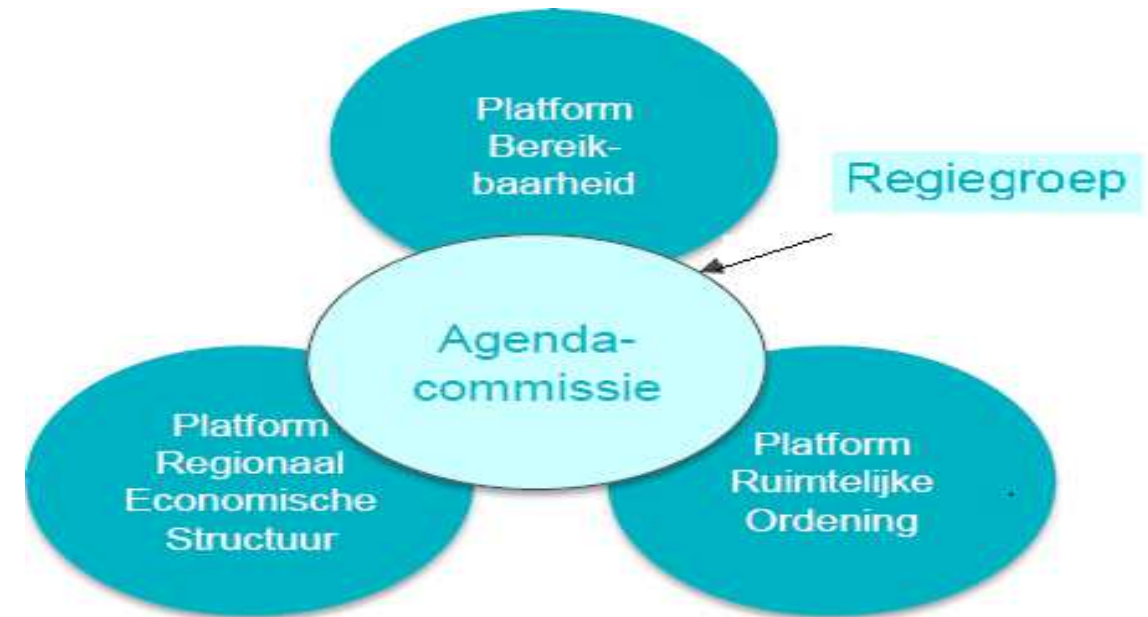 Platform
Bereik-
baarheid
Regiegroep
Agenda-
commissie
Platform
Regionaal
Economische
Structuur
Platform
Ruimtelijke
Ordening